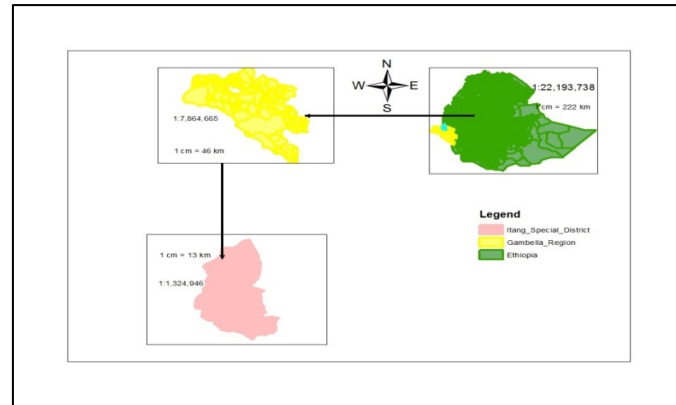 N
W E
S
1:7,864,665
1 cm = 46 km
1:22,193,738
1 cm = 222 km
Legend
Itang_Special_District
Gambella_Region
Ethiopia
1 cm = 13 km
1:1,324,946